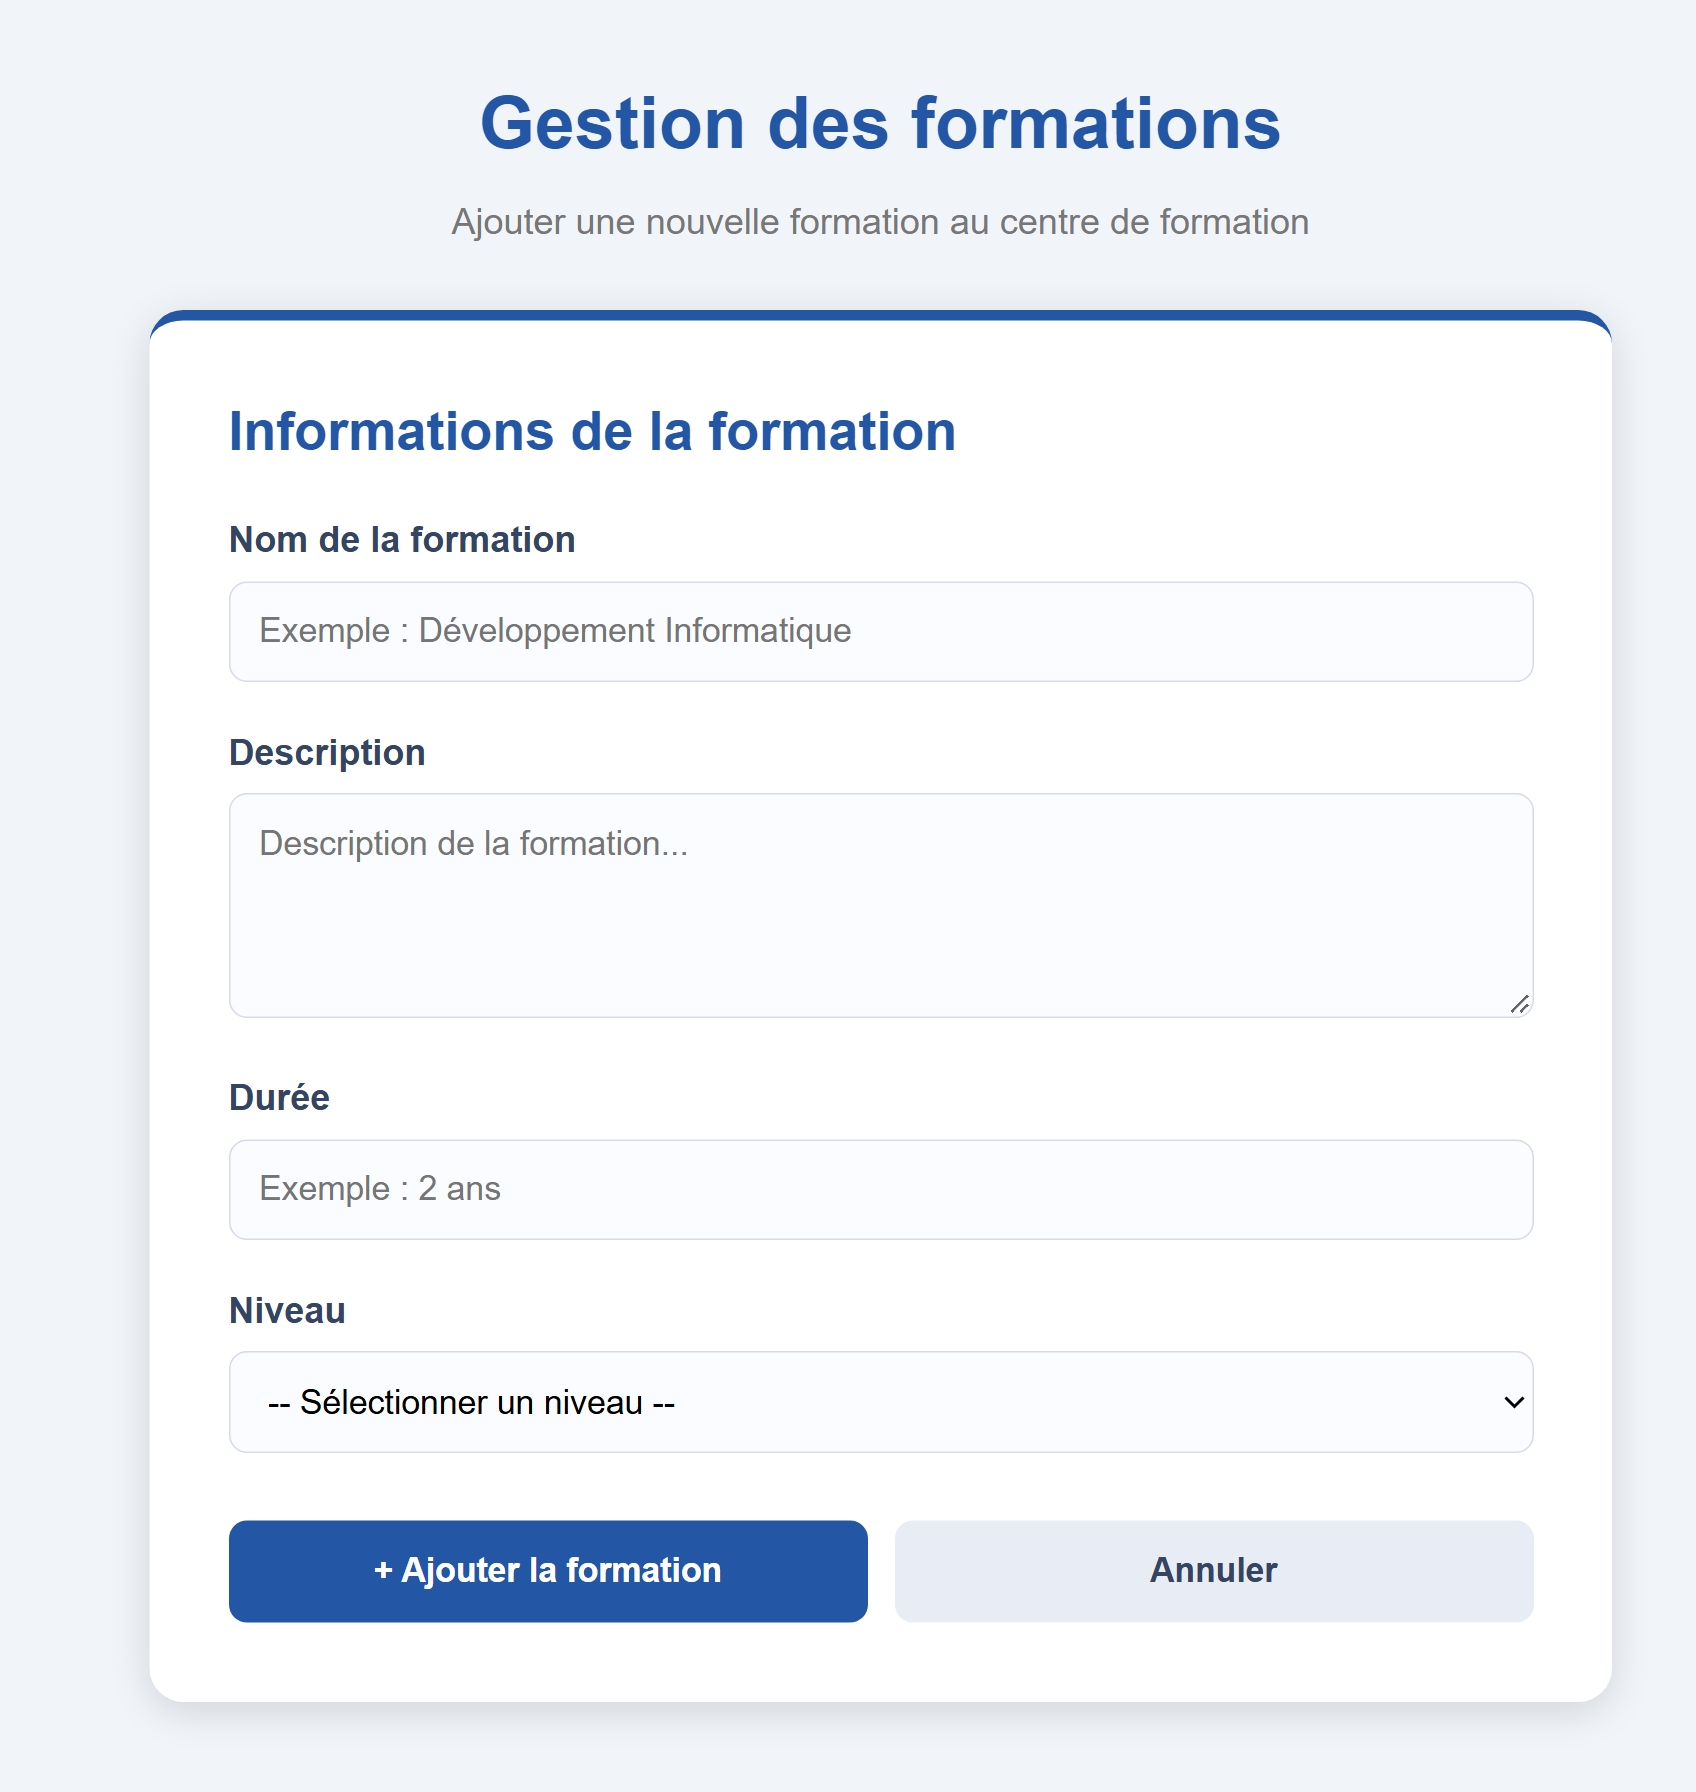 Gestion des formations
Ajouter une nouvelle formation au centre de formation
Informations de la formation
Nom de la formation
Exemple : Développement Informatique
Description
Description de la formation...
Durée
Exemple : 2 ans
Niveau
-- Sélectionner un niveau --
+ Ajouter la formation
Annuler